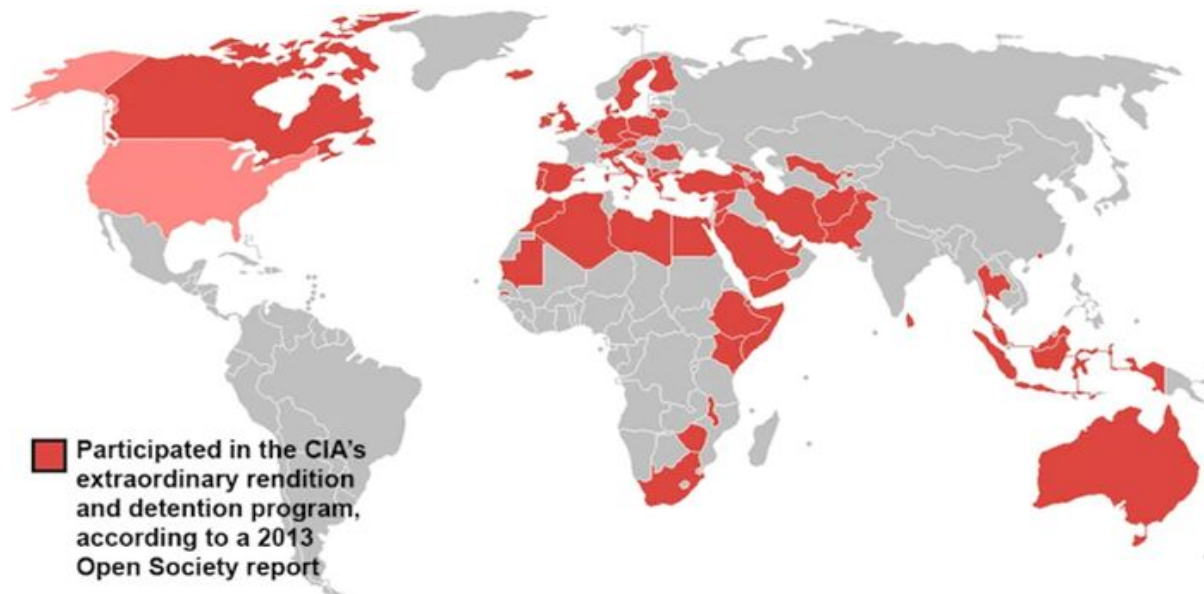 Participated in the CIA's
extraordinary rendition
and detention program,
according to a 2013
Open Society report